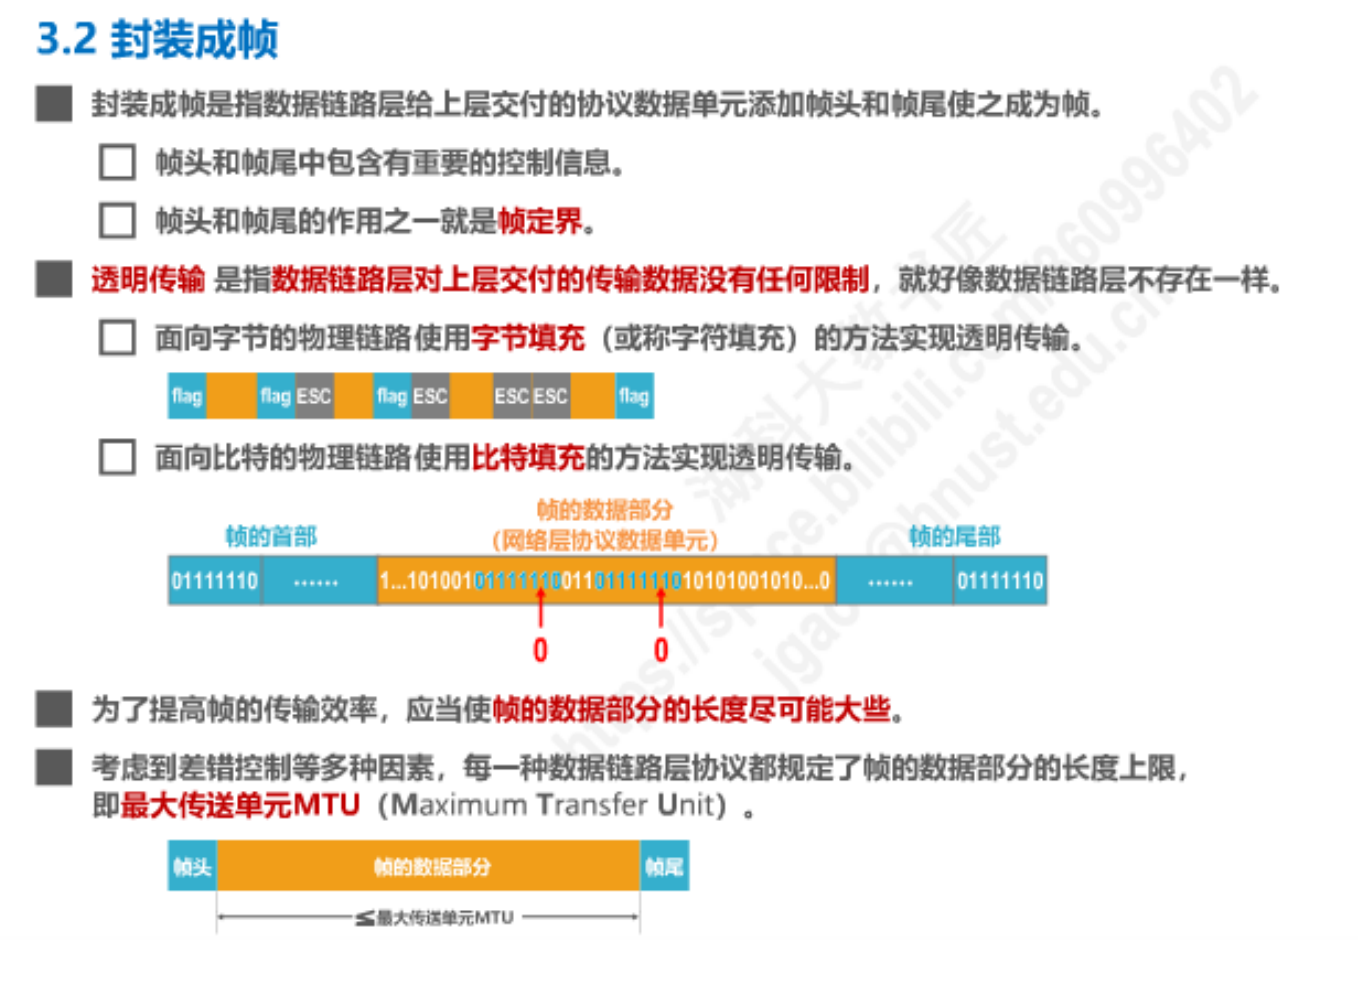 3.2 封装成帧
封装成帧是指数据链路层给上层交付的协议数据单元添加帧头和帧尾使之成为帧。
帧头和帧尾中包含有重要的控制信息。
帧头和帧尾的作用之一就是帧定界。
透明传输 是指数据链路层对上层交付的传输数据没有任何限制，就好像数据链路层不存在一样。
面向字节的物理链路使用字节填充（或称字符填充）的方法实现透明传输。
flag flag ESC flag ESC ESC ESC flag
面向比特的物理链路使用比特填充的方法实现透明传输。
帧的数据部分
帧的首部 （网络层协议数据单元） 帧的尾部
01111110 …… 1...1010010111111000110111111010101001010...0 …… 01111110
0 0
为了提高帧的传输效率，应当使帧的数据部分的长度尽可能大些。
考虑到差错控制等多种因素，每一种数据链路层协议都规定了帧的数据部分的长度上限，
即最大传送单元MTU（Maximum Transfer Unit）。
帧头 帧的数据部分 帧尾
≦最大传送单元MTU
湖科大教书匠
https://space.bilibili.com/360996402
jgao@hnust.edu.cn